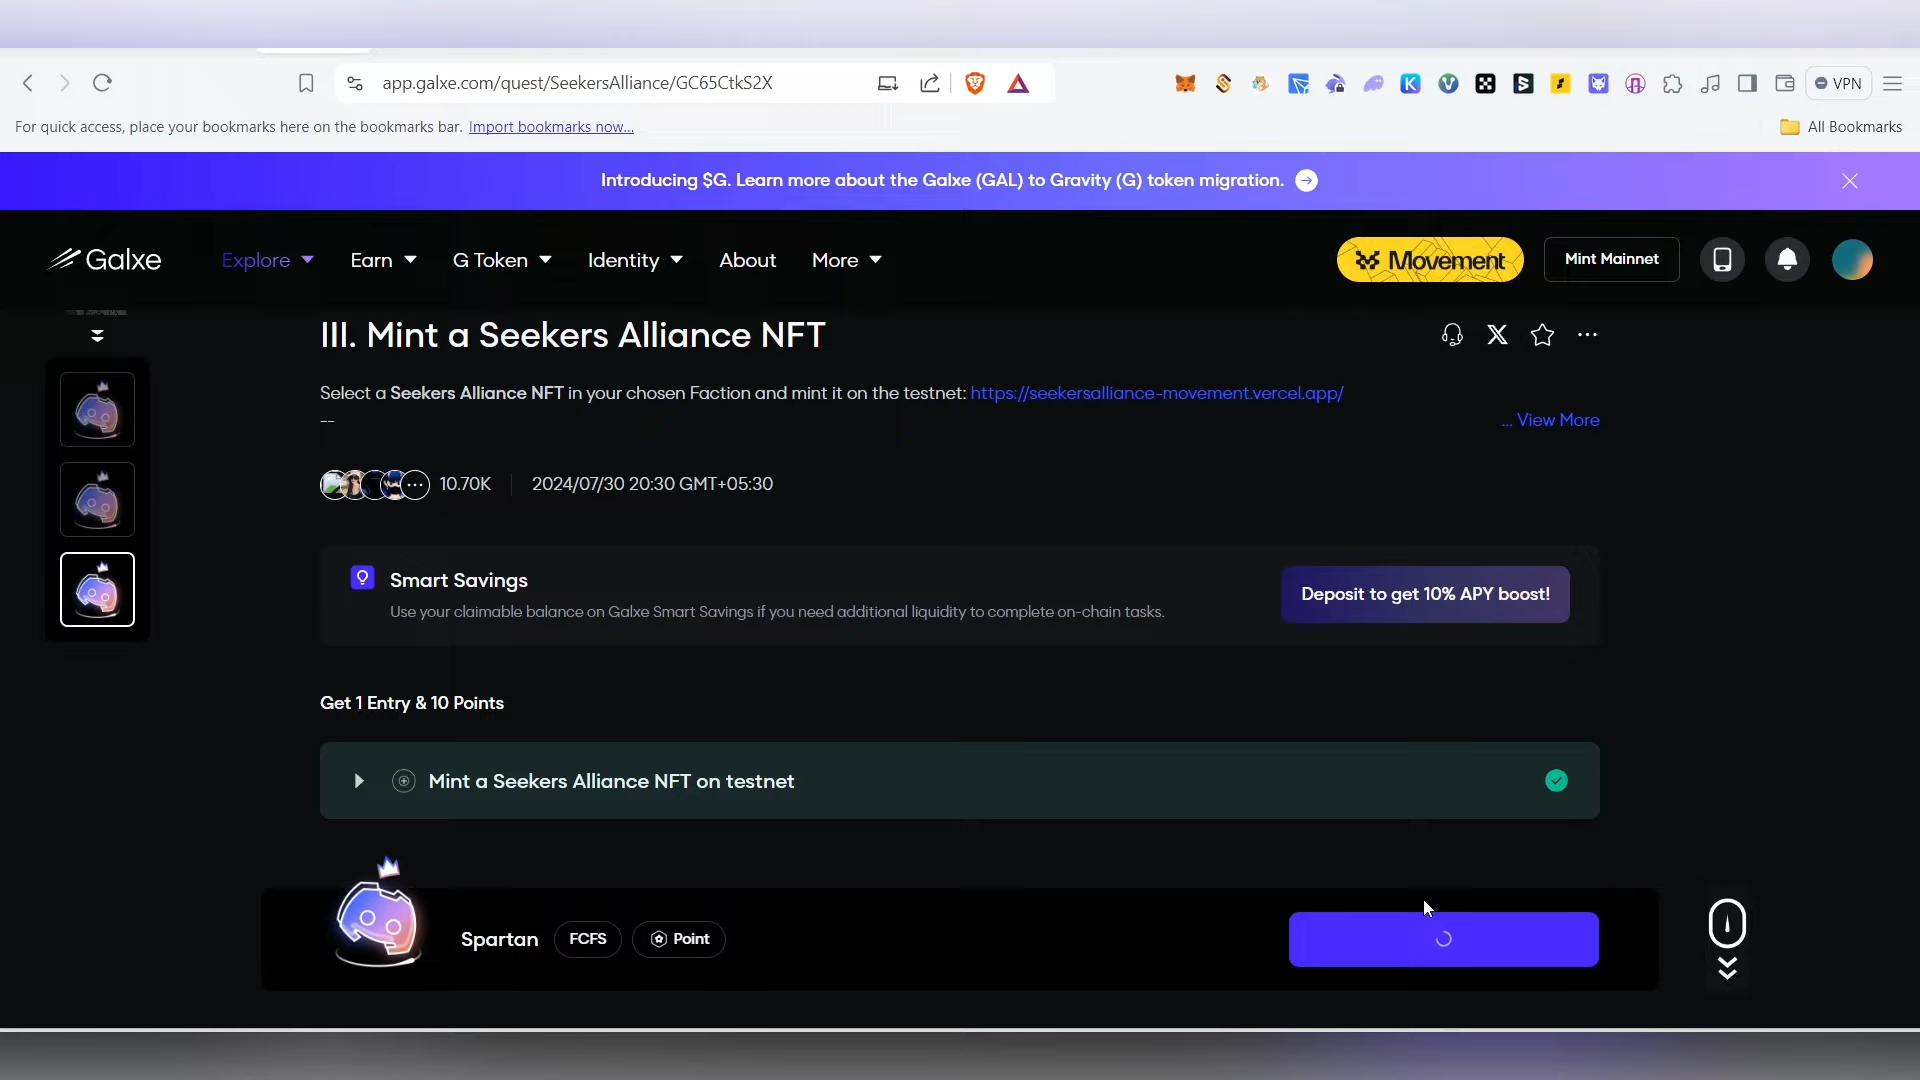 app.galxe.com/quest/SeekersAlliance/GC65CtkS2X
VPN
For quick access, place your bookmarks here on the bookmarks bar. Import bookmarks now...
All Bookmarks
Introducing $G. Learn more about the Galxe (GAL) to Gravity (G) token migration.
Galxe
Explore
Earn
G Token
Identity
About
More
Movement
Mint Mainnet
III. Mint a Seekers Alliance NFT
Select a Seekers Alliance NFT in your chosen Faction and mint it on the testnet: https://seekersalliance-movement.vercel.app/
--
... View More
10.70K
2024/07/30 20:30 GMT+05:30
Smart Savings
Use your claimable balance on Galxe Smart Savings if you need additional liquidity to complete on-chain tasks.
Deposit to get 10% APY boost!
Get 1 Entry & 10 Points
Mint a Seekers Alliance NFT on testnet
Spartan
FCFS
Point